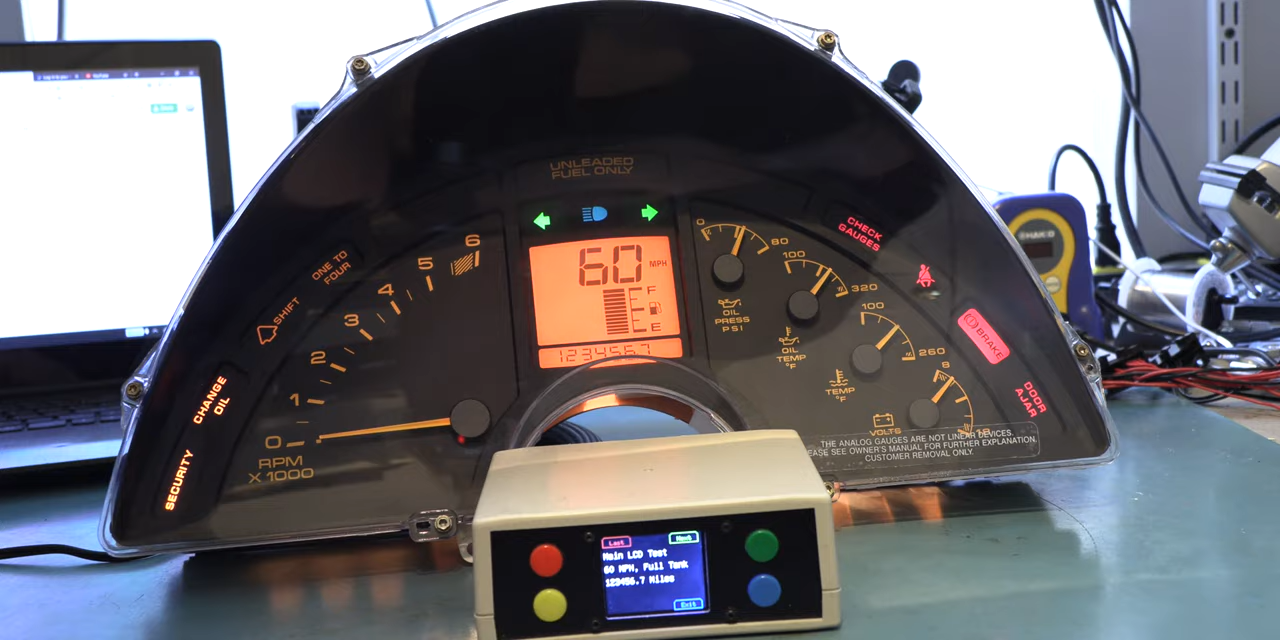 UNLEADED
FUEL ONLY
ONE TO
FOUR
SHIFT
CHANGE
OIL
SECURITY
0
1
2
3
4
5
6
RPM
X 1000
60 MPH
F
E
1234567
0
80
OIL
PRESS
PSI
100
320
OIL
TEMP
°F
100
260
TEMP
°F
8
18
VOLTS
CHECK
GAUGES
BRAKE
DOOR
AJAR
THE ANALOG GAUGES ARE NOT LINEAR DEVICES.
EASE SEE OWNER'S MANUAL FOR FURTHER EXPLANATION.
CUSTOMER REMOVAL ONLY.
HAKKO
Last
Next
Main LCD Test
60 MPH, Full Tank
123456.7 Miles
Exit